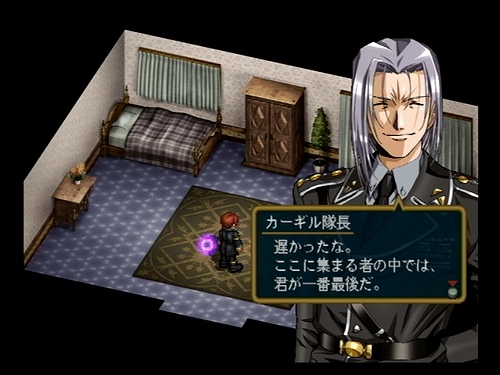 カーギル隊長
遅かったな。
ここに集まる者の中では、
君が一番最後だ。